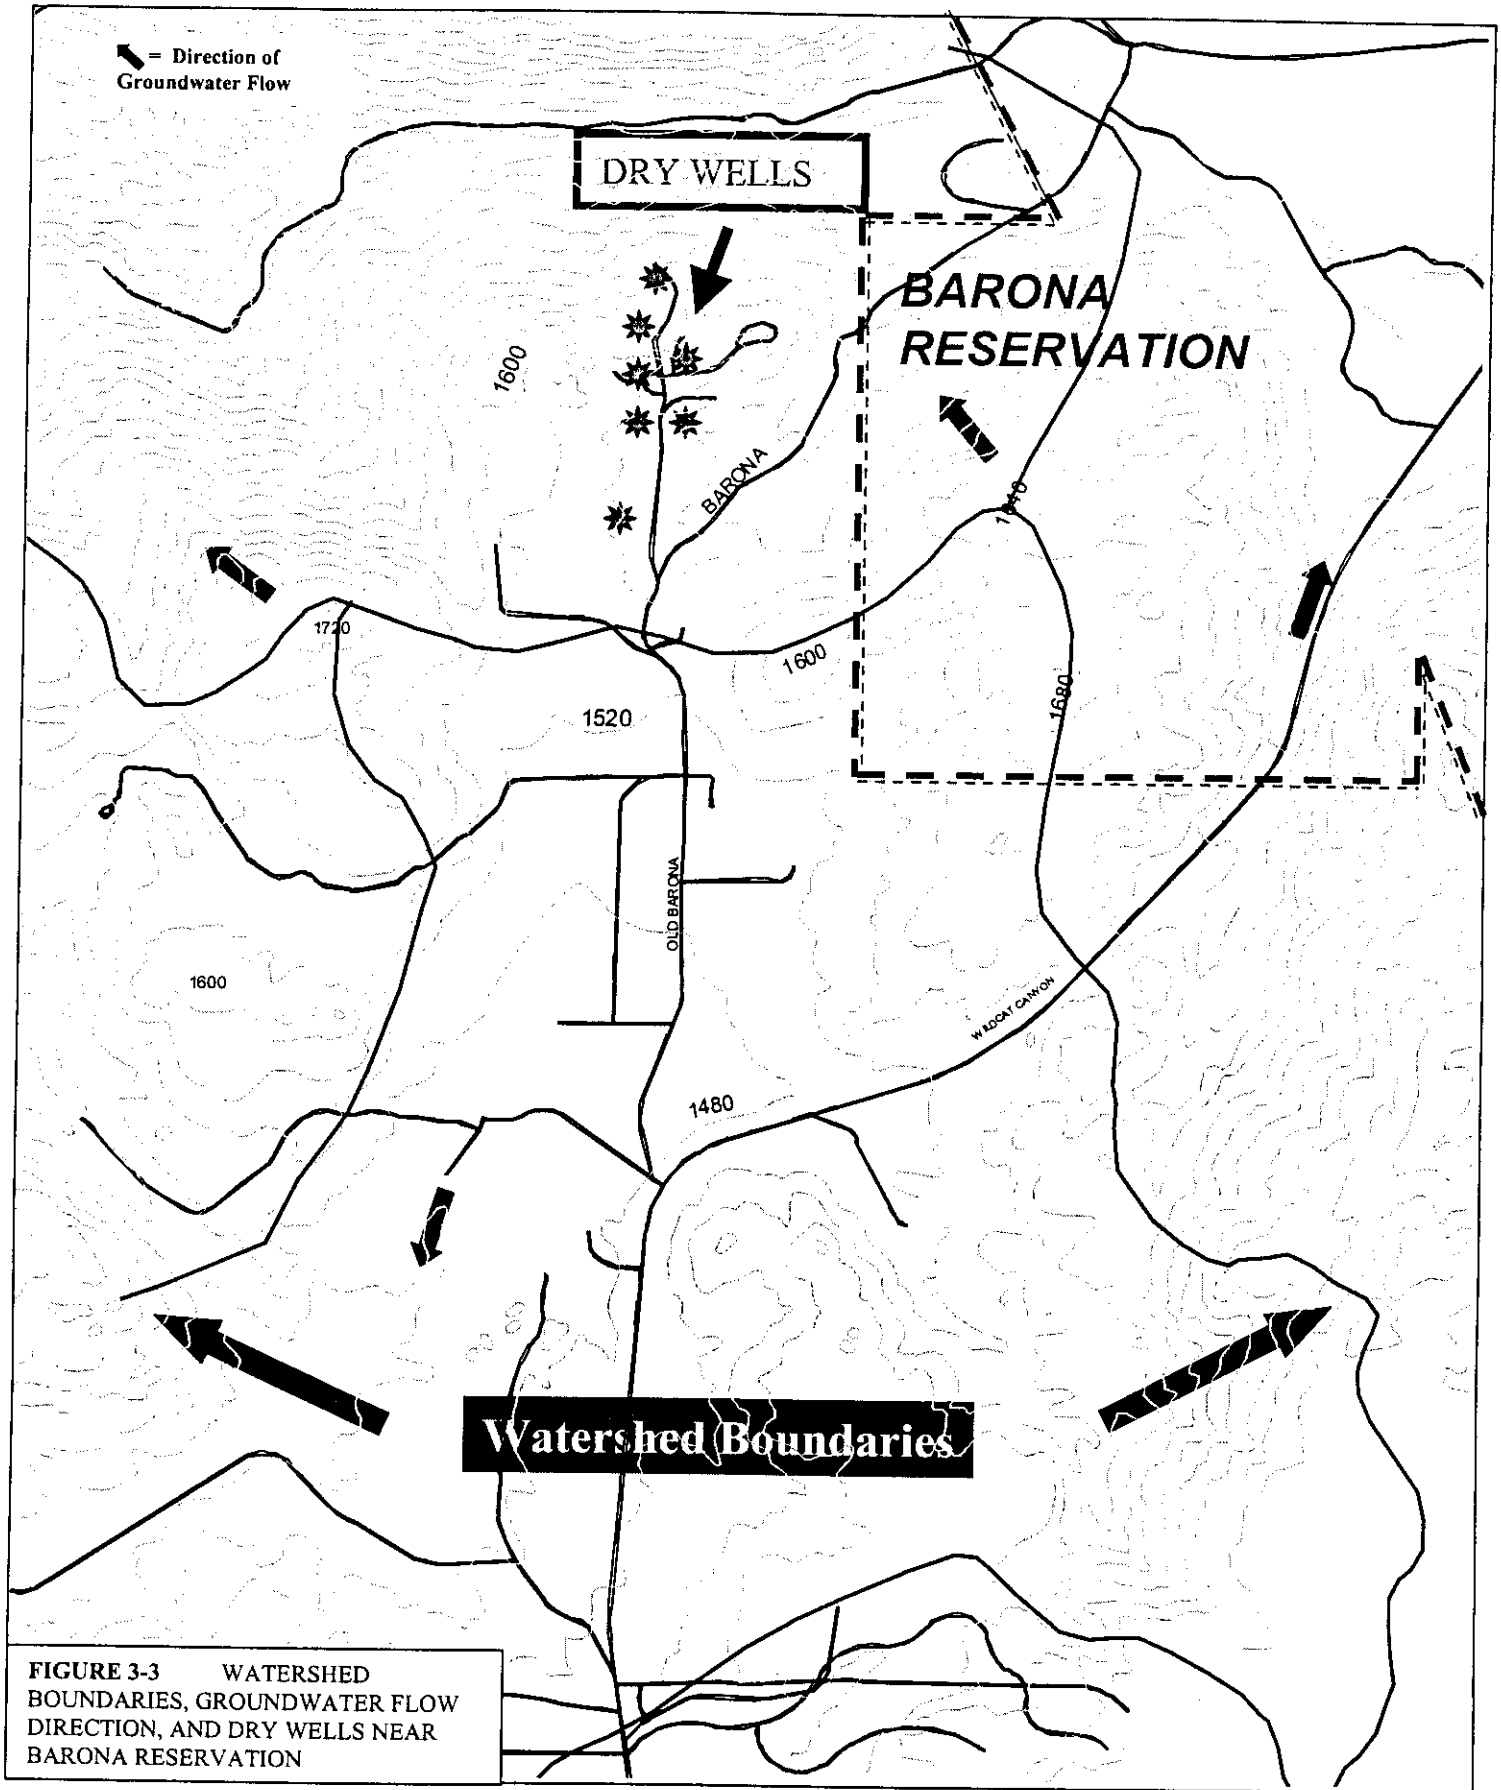 = Direction of
Groundwater Flow
DRY WELLS
BARONA
RESERVATION
1600
BARONA
1640
1720
1600
1680
1520
OLD BARONA
1600
WILDCAT CANYON
1480
Watershed Boundaries
FIGURE 3-3 WATERSHED
BOUNDARIES, GROUNDWATER FLOW
DIRECTION, AND DRY WELLS NEAR
BARONA RESERVATION